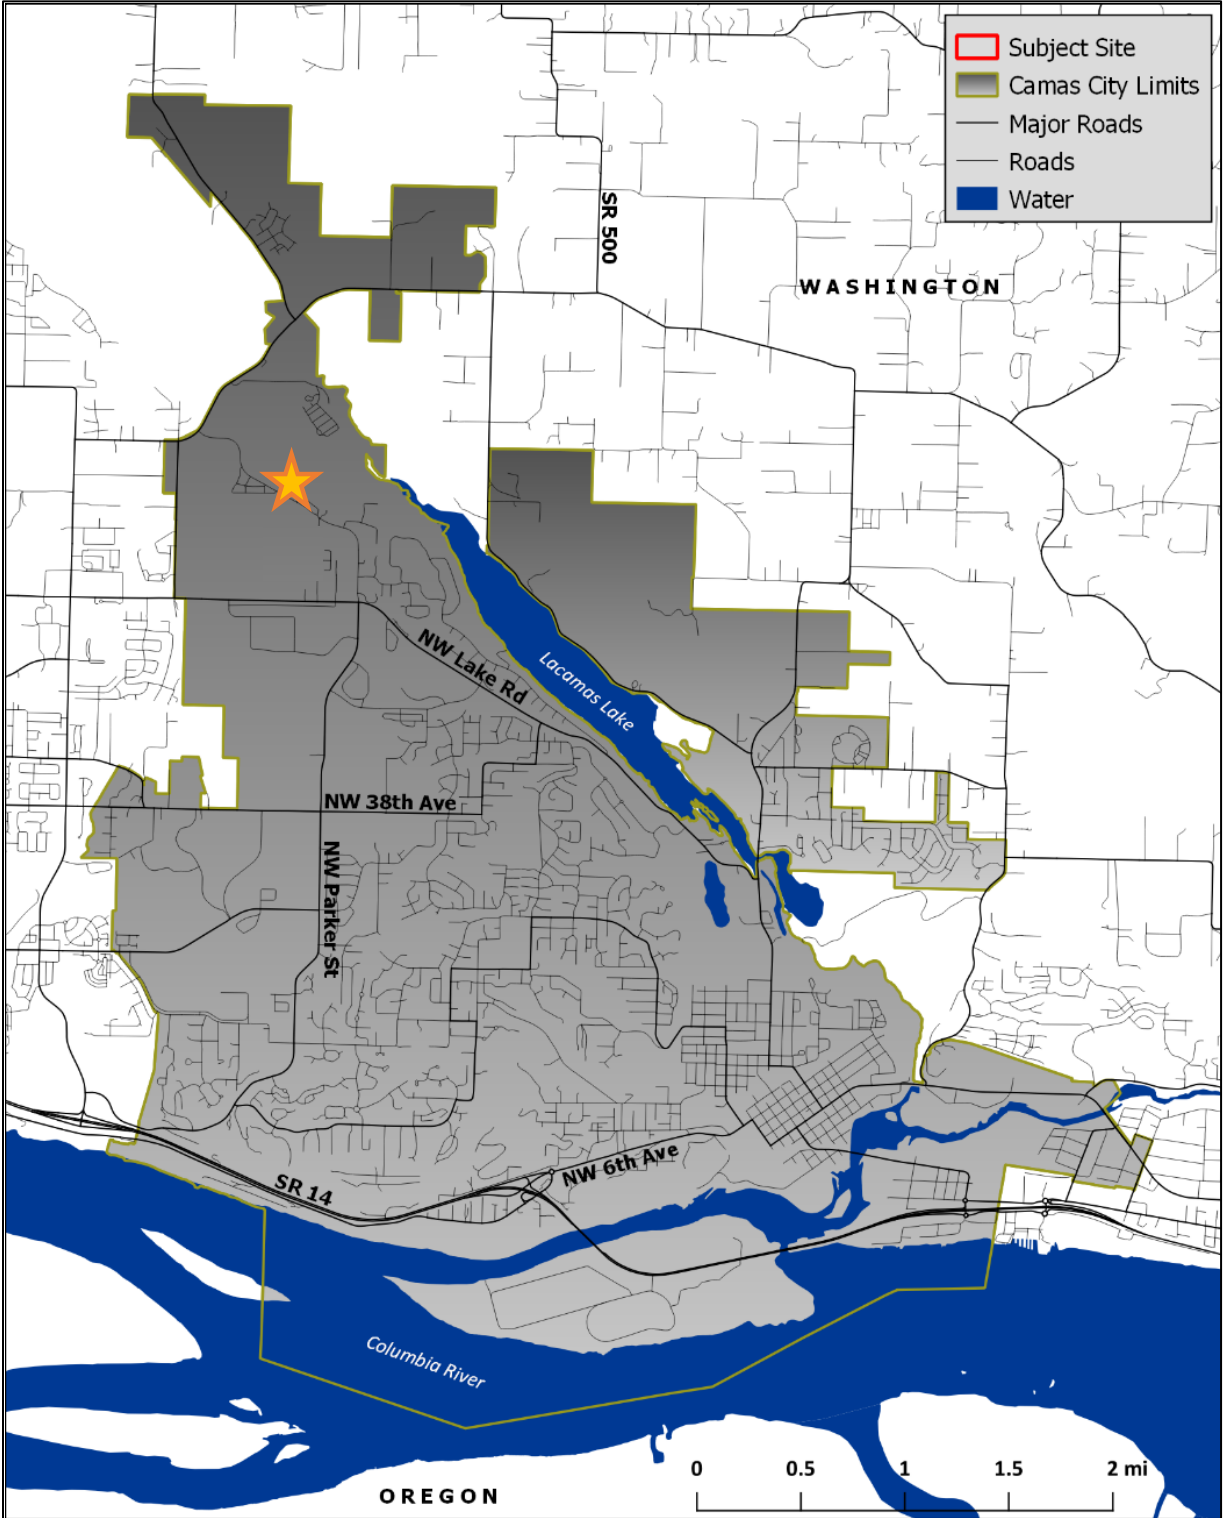 Subject Site
Camas City Limits
Major Roads
Roads
Water
SR 500
WASHINGTON
NW Lake Rd
Lacamas Lake
NW 38th Ave
NW Parker St
NW 6th Ave
SR 14
Columbia River
0 0.5 1 1.5 2 mi
OREGON